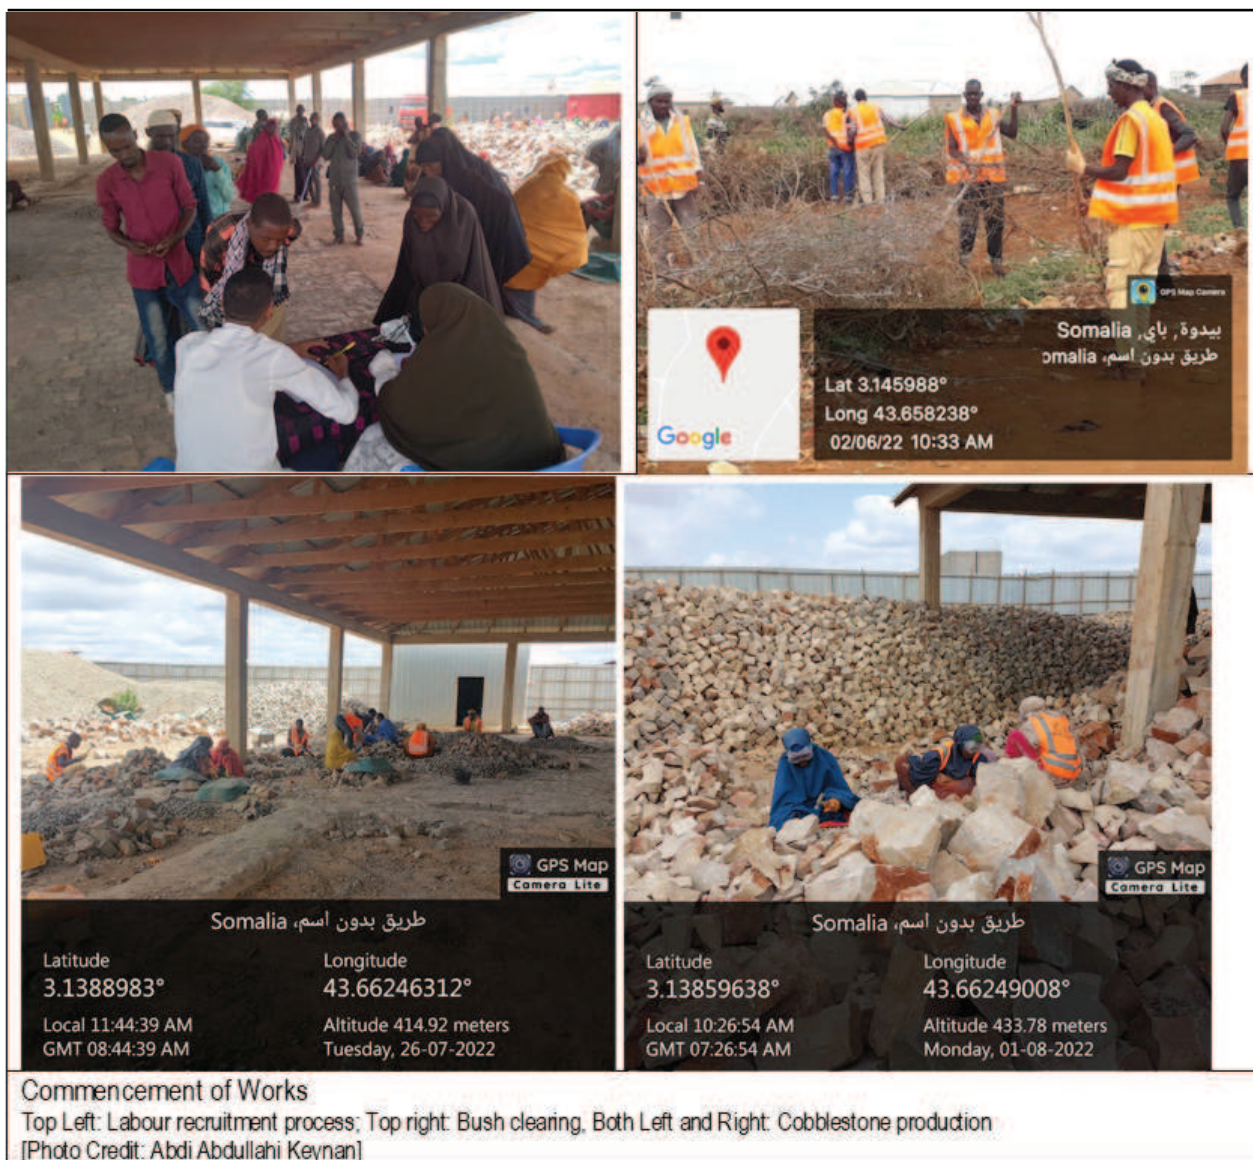 GPS Map Camera
بيدوة, باي, Somalia
طريق بدون اسم، omalia
Lat 3.145988°
Long 43.658238°
02/06/22 10:33 AM
Google
GPS Map
Camera Lite
طريق بدون اسم، Somalia
Latitude
3.1388983°
Longitude
43.66246312°
Local 11:44:39 AM
GMT 08:44:39 AM
Altitude 414.92 meters
Tuesday, 26-07-2022
GPS Map
Camera Lite
طريق بدون اسم، Somalia
Latitude
3.13859638°
Longitude
43.66249008°
Local 10:26:54 AM
GMT 07:26:54 AM
Altitude 433.78 meters
Monday, 01-08-2022
Commencement of Works
Top Left: Labour recruitment process; Top right: Bush clearing, Both Left and Right: Cobblestone production
[Photo Credit: Abdi Abdullahi Keynan]